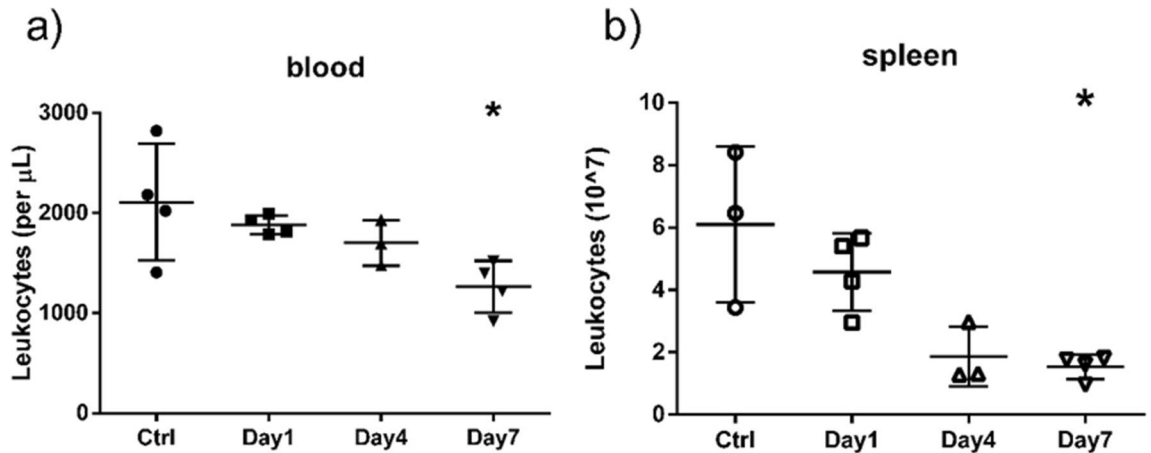 a)
blood
*
Leukocytes (per μL)
3000
2000
1000
0
Ctrl Day1 Day4 Day7
b)
spleen
*
Leukocytes (10^7)
10
8
6
4
2
0
Ctrl Day1 Day4 Day7